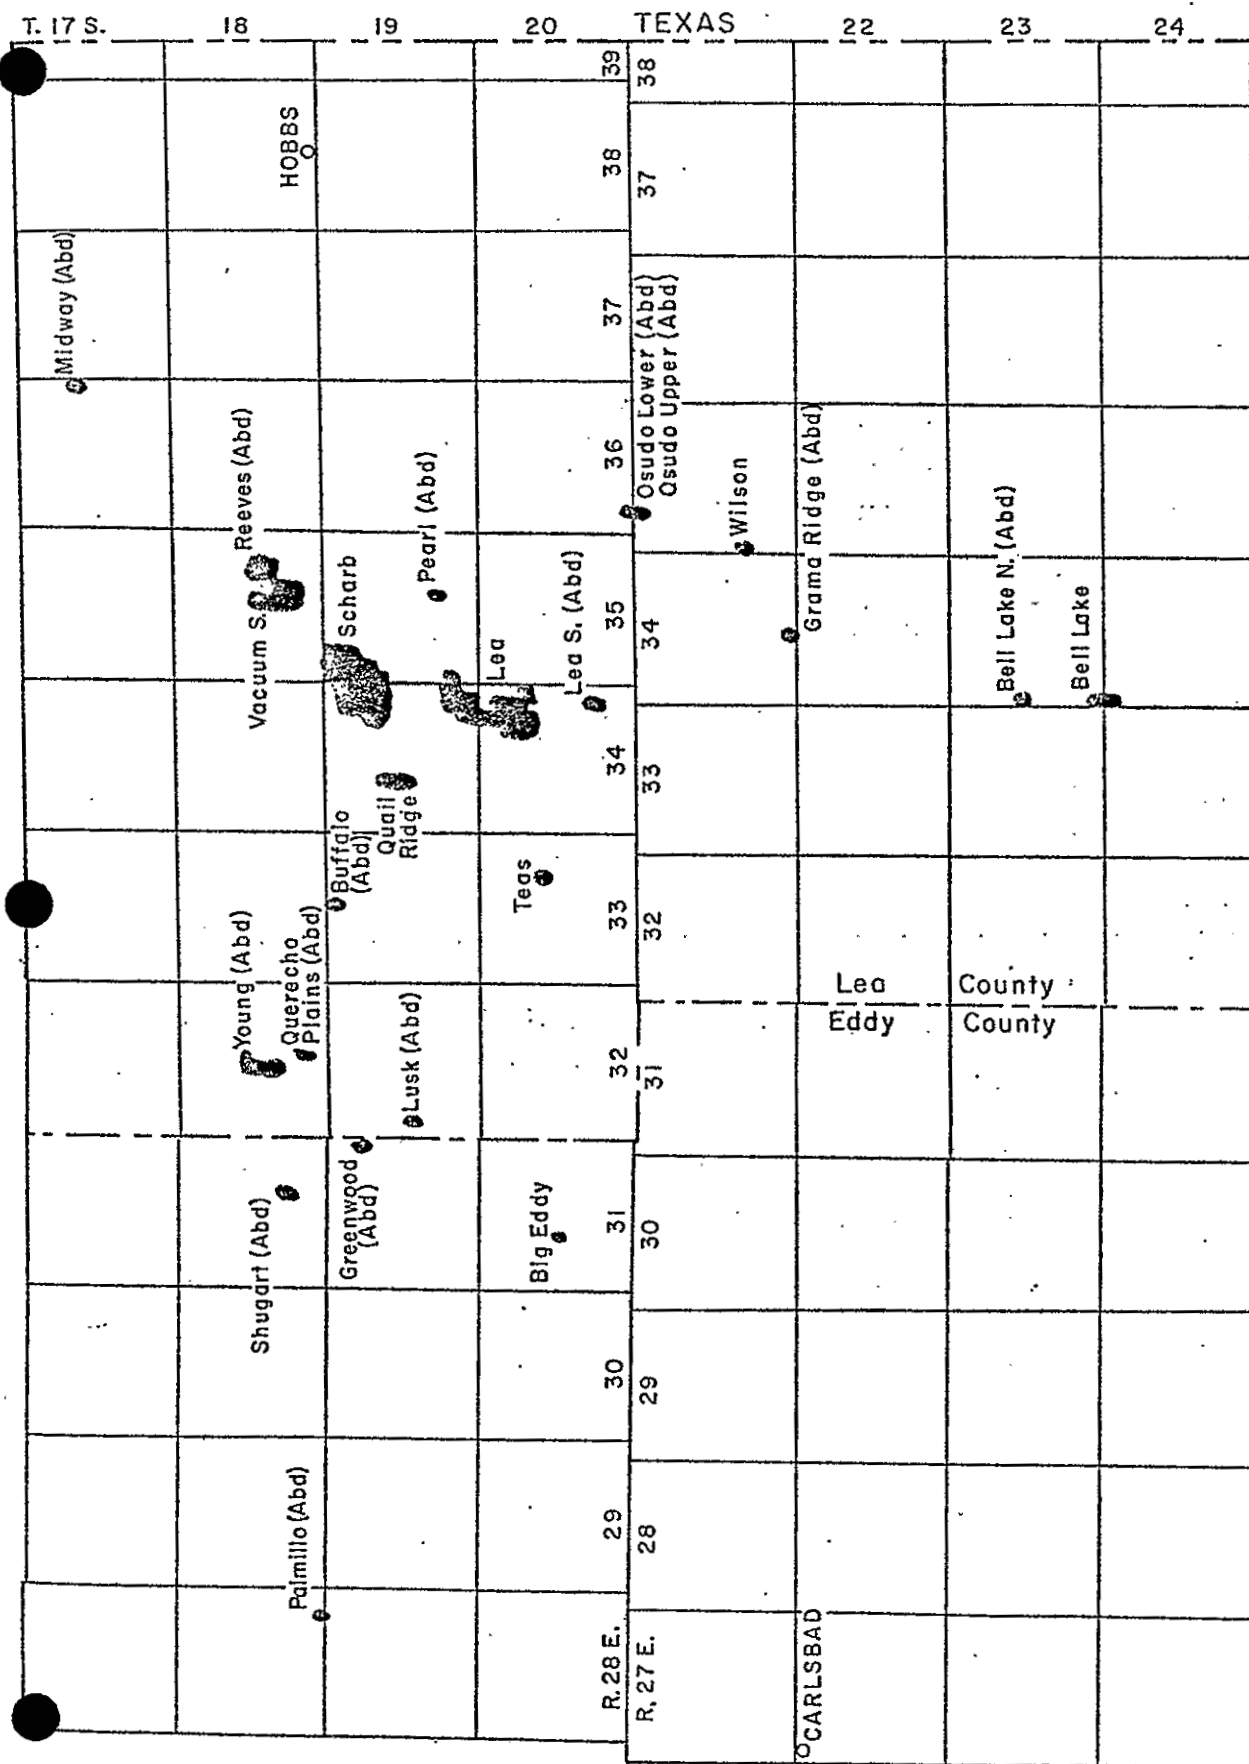 T. 17 S. 18 19 20 TEXAS 22 23 24
39
38
HOBBS
38
37
Midway (Abd)
37
Osudo Lower (Abd)
Osudo Upper (Abd)
36
Reeves (Abd)
Pearl (Abd)
Wilson
Grama Ridge (Abd)
Vacuum S.
Scharb
Lea
Lea S. (Abd)
35
34
Bell Lake N. (Abd)
Bell Lake
34
33
Quail
Ridge
Buffalo
(Abd)
Teas
33
32
Young (Abd)
Querecho
Plains (Abd)
Lea County
Eddy County
Lusk (Abd)
32
31
Shugart (Abd)
Greenwood
(Abd)
Big Eddy
31
30
30
29
Palmillo (Abd)
29
28
R. 28 E.
R. 27 E.
CARLSBAD